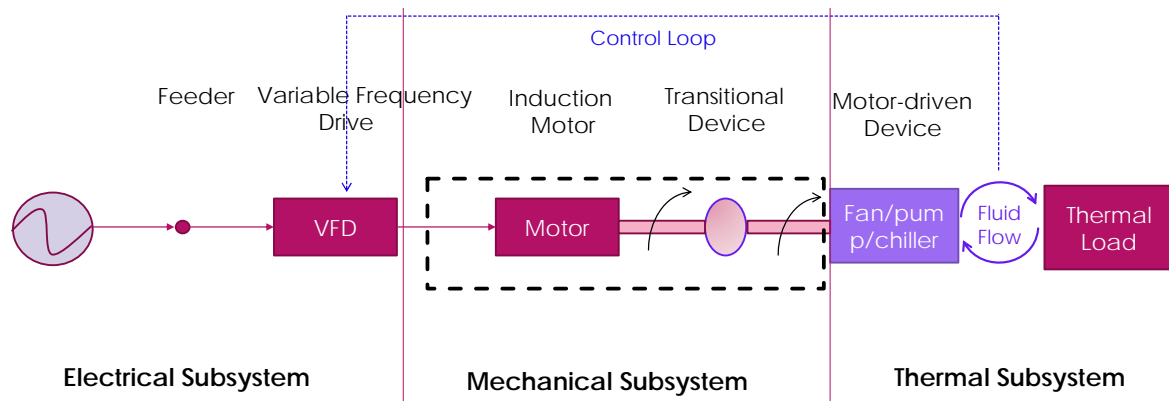 Control Loop
Feeder
Variable Frequency
Drive
Induction
Motor
Transitional
Device
Motor-driven
Device
VFD
Motor
Fan/pum
p/chiller
Fluid
Flow
Thermal
Load
Electrical Subsystem
Mechanical Subsystem
Thermal Subsystem